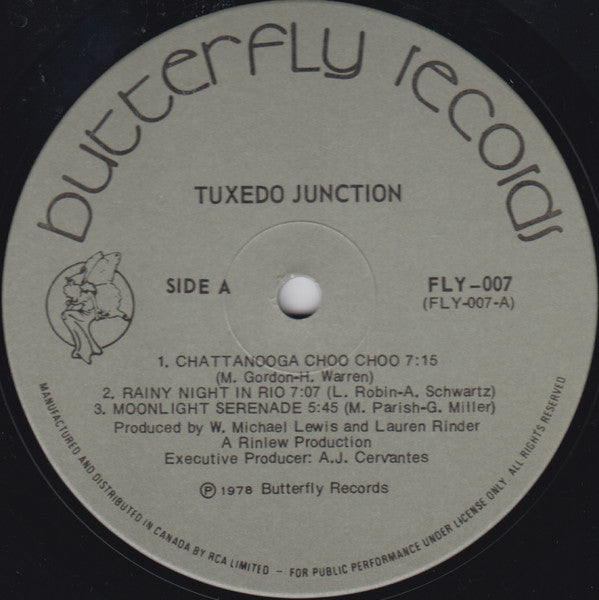 butterfly records
TUXEDO JUNCTION
SIDE A
FLY-007
(FLY-007-A)
1. CHATTANOOGA CHOO CHOO 7:15
(M. Gordon-H. Warren)
2. RAINY NIGHT IN RIO 7:07 (L. Robin-A. Schwartz)
3. MOONLIGHT SERENADE 5:45 (M. Parish-G. Miller)
Produced by W. Michael Lewis and Lauren Rinder
A Rinlew Production
Executive Producer: A.J. Cervantes
℗ 1978 Butterfly Records
MANUFACTURED AND DISTRIBUTED IN CANADA BY RCA LIMITED – FOR PUBLIC PERFORMANCE UNDER LICENSE ONLY ALL RIGHTS RESERVED